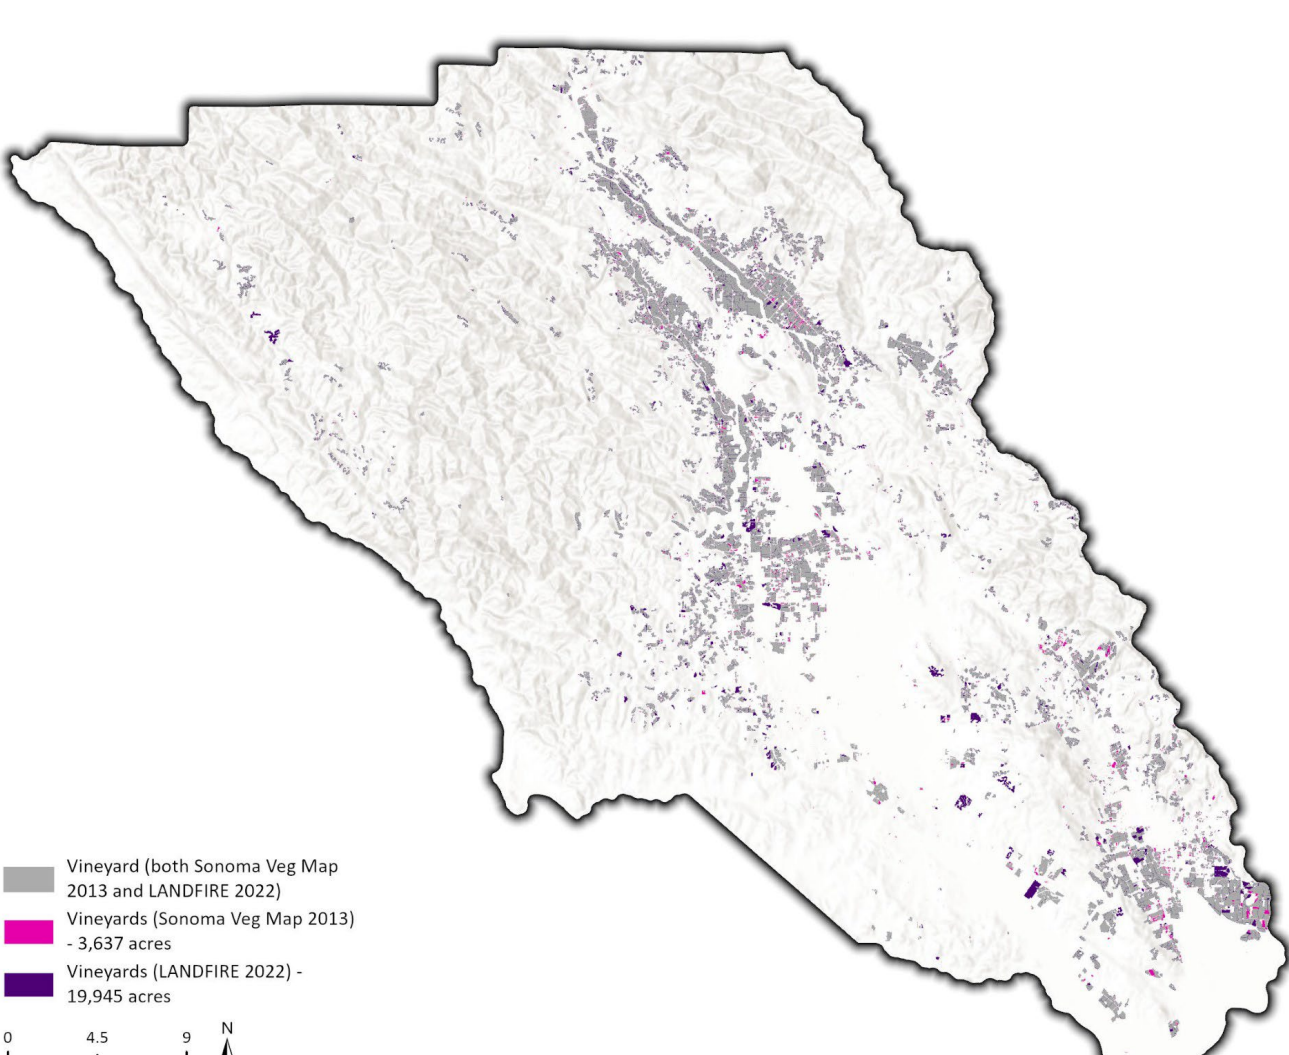 Vineyard (both Sonoma Veg Map
2013 and LANDFIRE 2022)
Vineyards (Sonoma Veg Map 2013)
- 3,637 acres
Vineyards (LANDFIRE 2022) -
19,945 acres
0 4.5 9 N